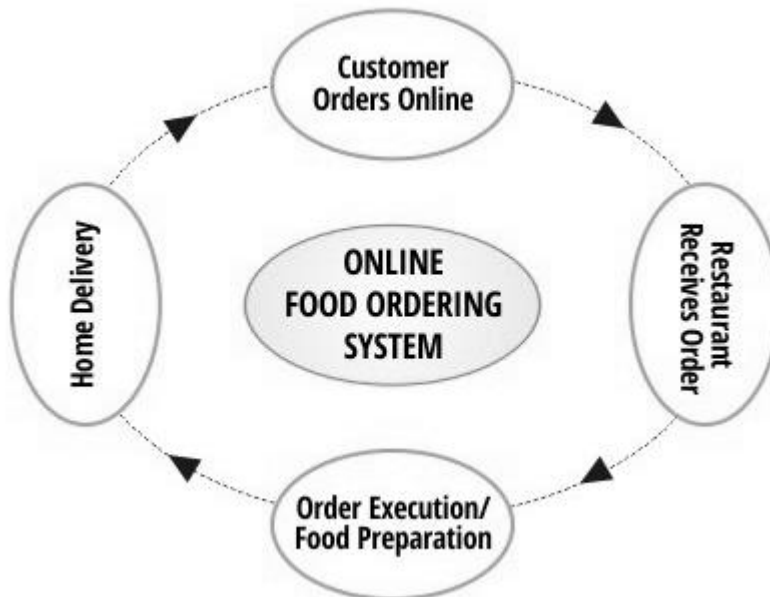 Customer
Orders Online
Restaurant
Receives Order
Order Execution/
Food Preparation
Home Delivery
ONLINE
FOOD ORDERING
SYSTEM